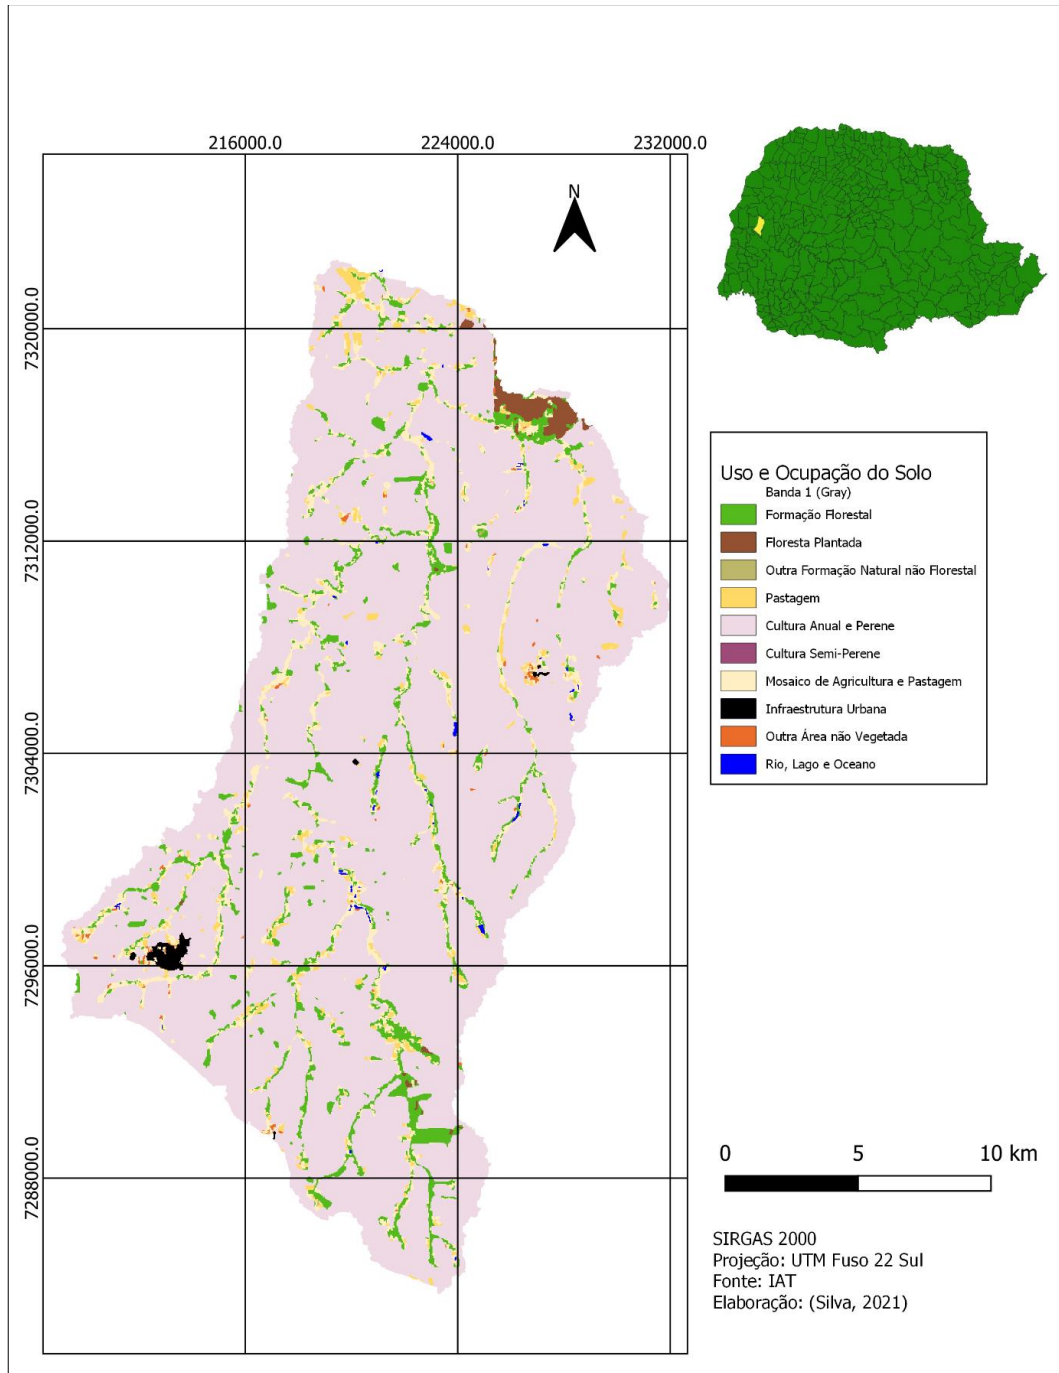 216000.0
224000.0
232000.0
N
7320000.0
7312000.0
7304000.0
7296000.0
7288000.0
Uso e Ocupação do Solo
Banda 1 (Gray)
Formação Florestal
Floresta Plantada
Outra Formação Natural não Florestal
Pastagem
Cultura Anual e Perene
Cultura Semi-Perene
Mosaico de Agricultura e Pastagem
Infraestrutura Urbana
Outra Área não Vegetada
Rio, Lago e Oceano
0 5 10 km
SIRGAS 2000
Projeção: UTM Fuso 22 Sul
Fonte: IAT
Elaboração: (Silva, 2021)